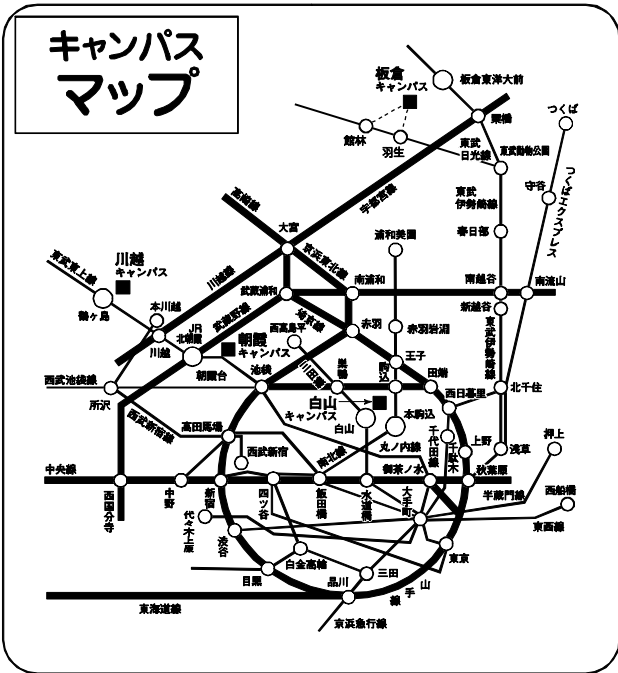 キャンパス
マップ
板倉
キャンパス
板倉東洋大前
栗橋
つくば
館林
羽生
東武
日光線
東武動物公園
つくばエクスプレス
守谷
高崎線
宇都宮線
東武
伊勢崎線
大宮
京浜東北線
浦和美園
春日部
東武東上線
川越
キャンパス
川越線
鶴ヶ島
本川越
武蔵浦和
南浦和
南越谷
南流山
武蔵野線
埼京線
新越谷
JR
北朝霞
朝霞
キャンパス
西高島平
赤羽
赤羽岩淵
東武伊勢崎線
川越
朝霞台
王子
三田線
巣鴨
駒込
田端
西武池袋線
池袋
北千住
所沢
白山
キャンパス
西日暮里
西武新宿線
白山
本駒込
高田馬場
丸ノ内線
千代田線
千駄木
上野
浅草
押上
西武新宿
南北線
御茶ノ水
秋葉原
中央線
西国分寺
中野
新宿
四ツ谷
飯田橋
水道橋
大手町
半蔵門線
西船橋
代々木上原
東西線
渋谷
東京
白金高輪
目黒
三田
品川
山手線
東海道線
京浜急行線